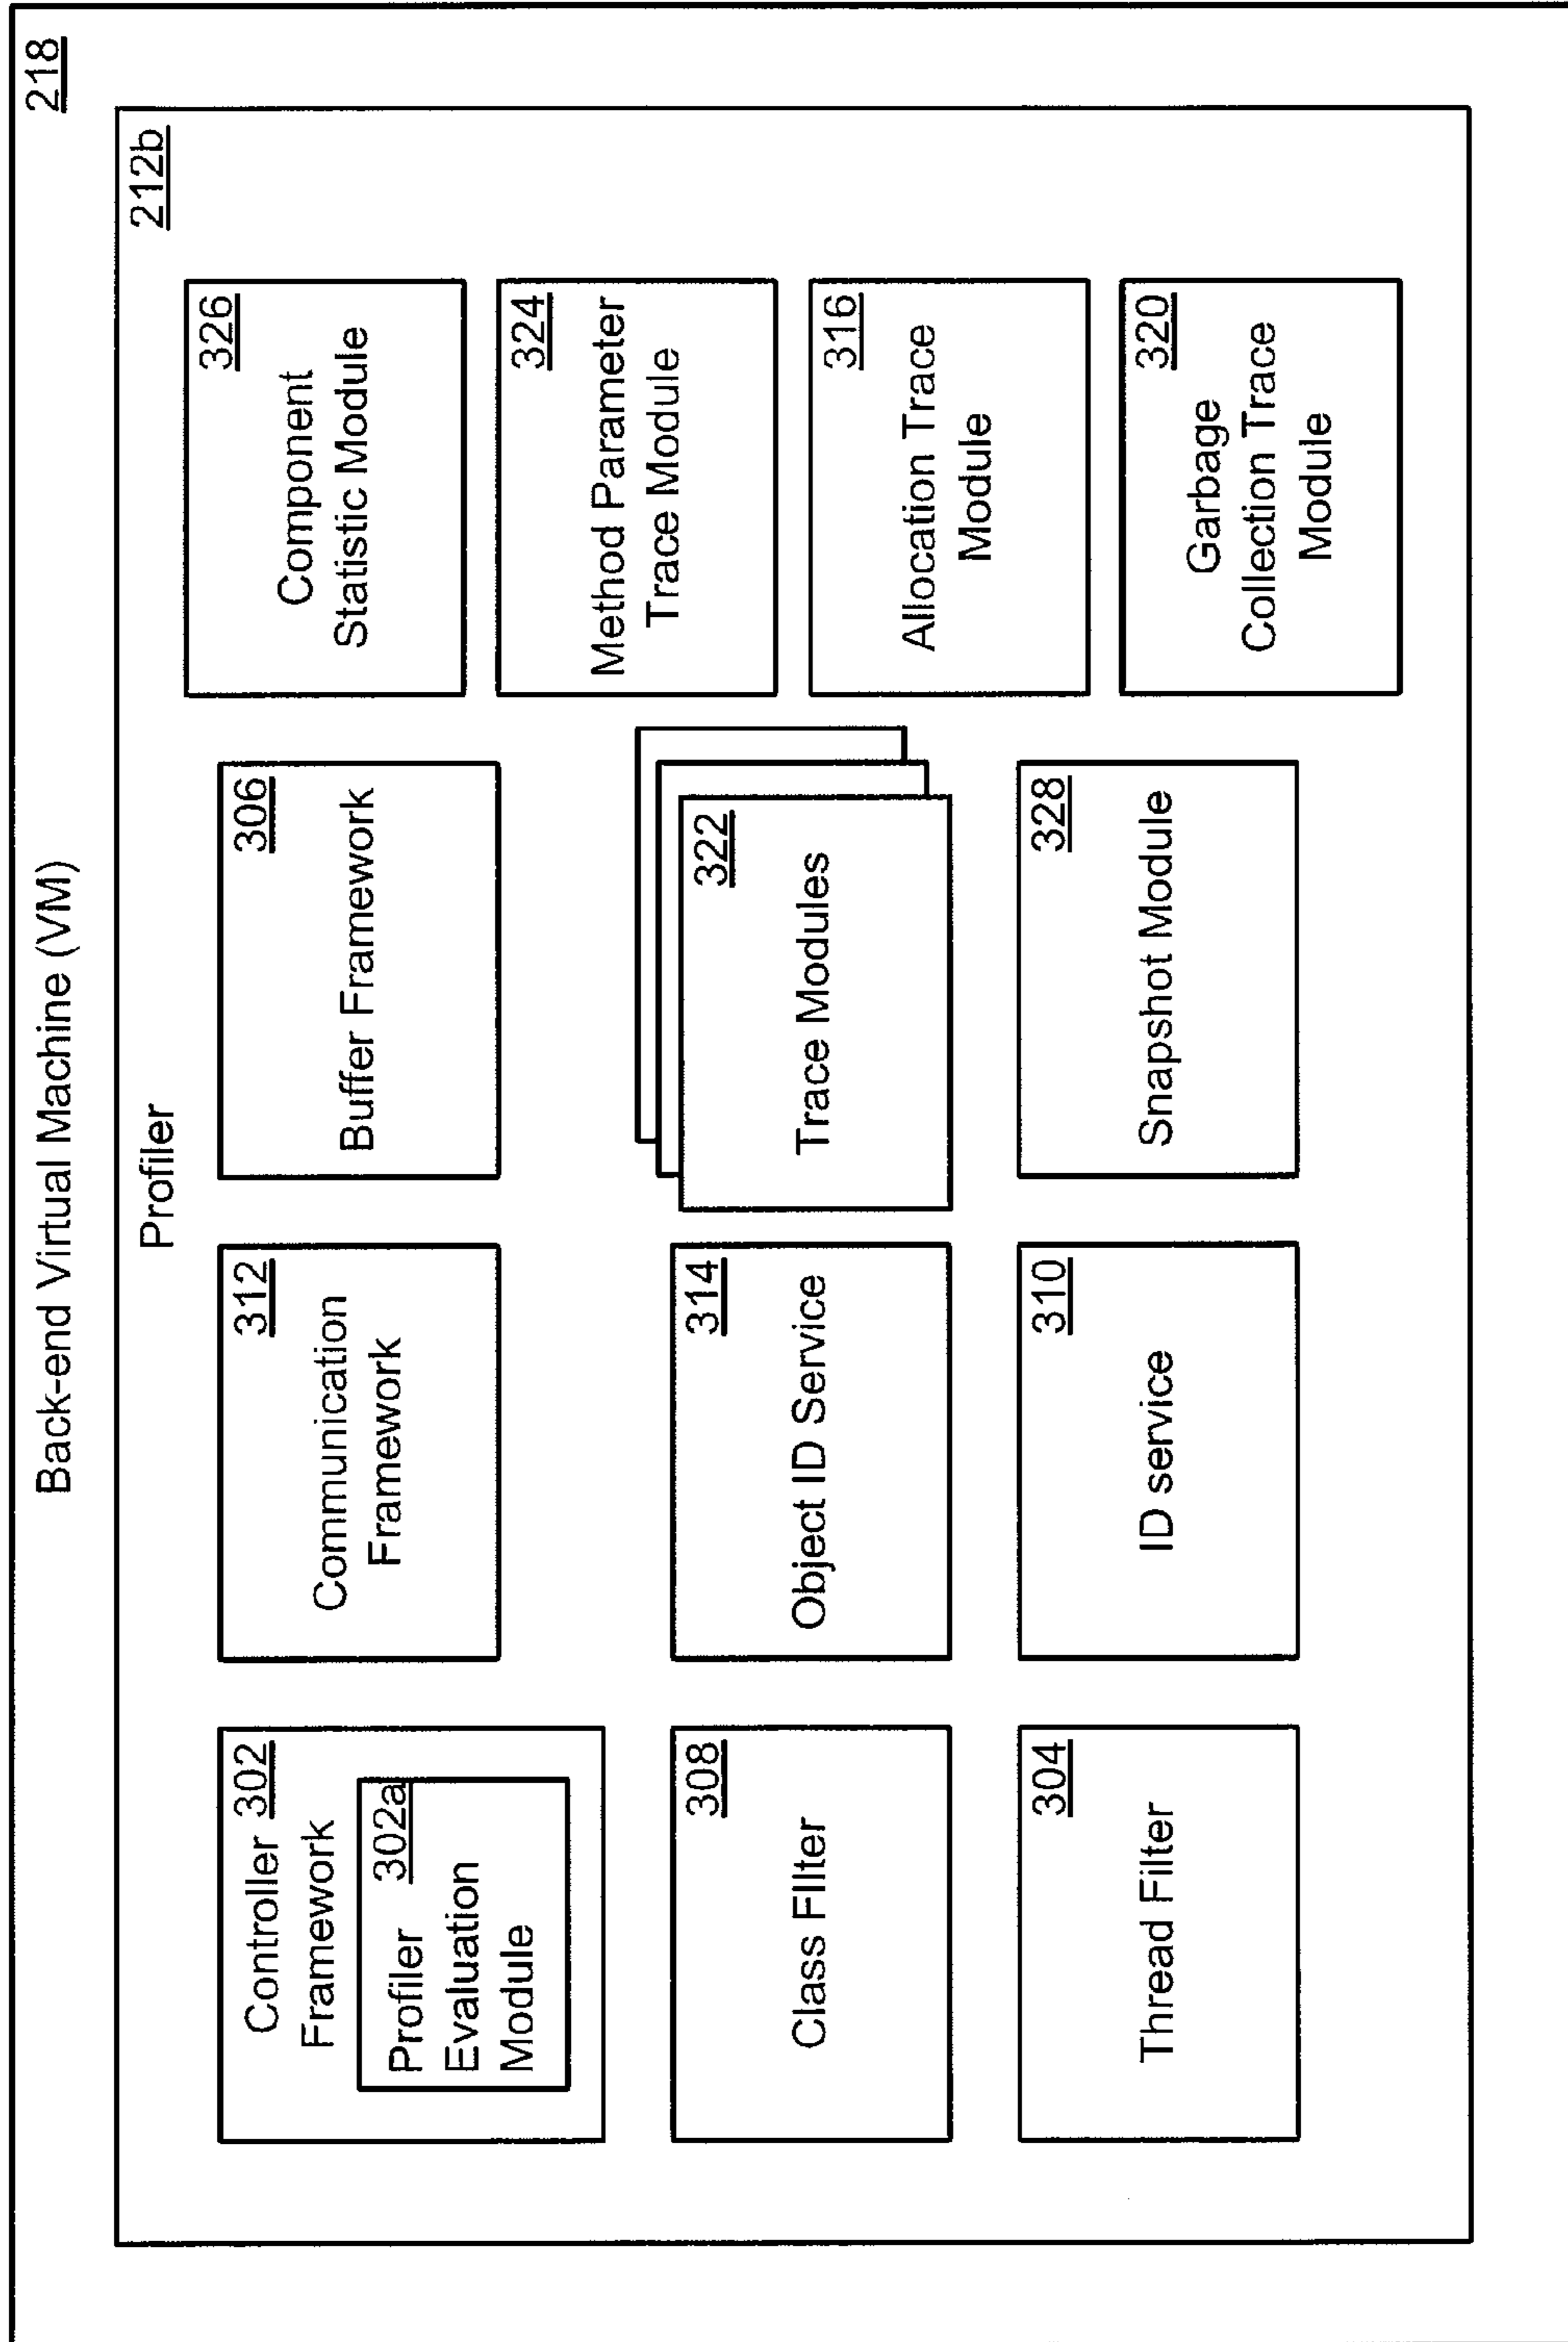 Back-end Virtual Machine (VM)
218
Profiler
212b
Controller 302
Framework
Profiler 302a
Evaluation
Module
312
Communication
Framework
306
Buffer Framework
326
Component
Statistic Module
324
Method Parameter
Trace Module
308
Class FIlter
314
Object ID Service
322
Trace Modules
316
Allocation Trace
Module
304
Thread Filter
310
ID service
328
Snapshot Module
320
Garbage
Collection Trace
Module